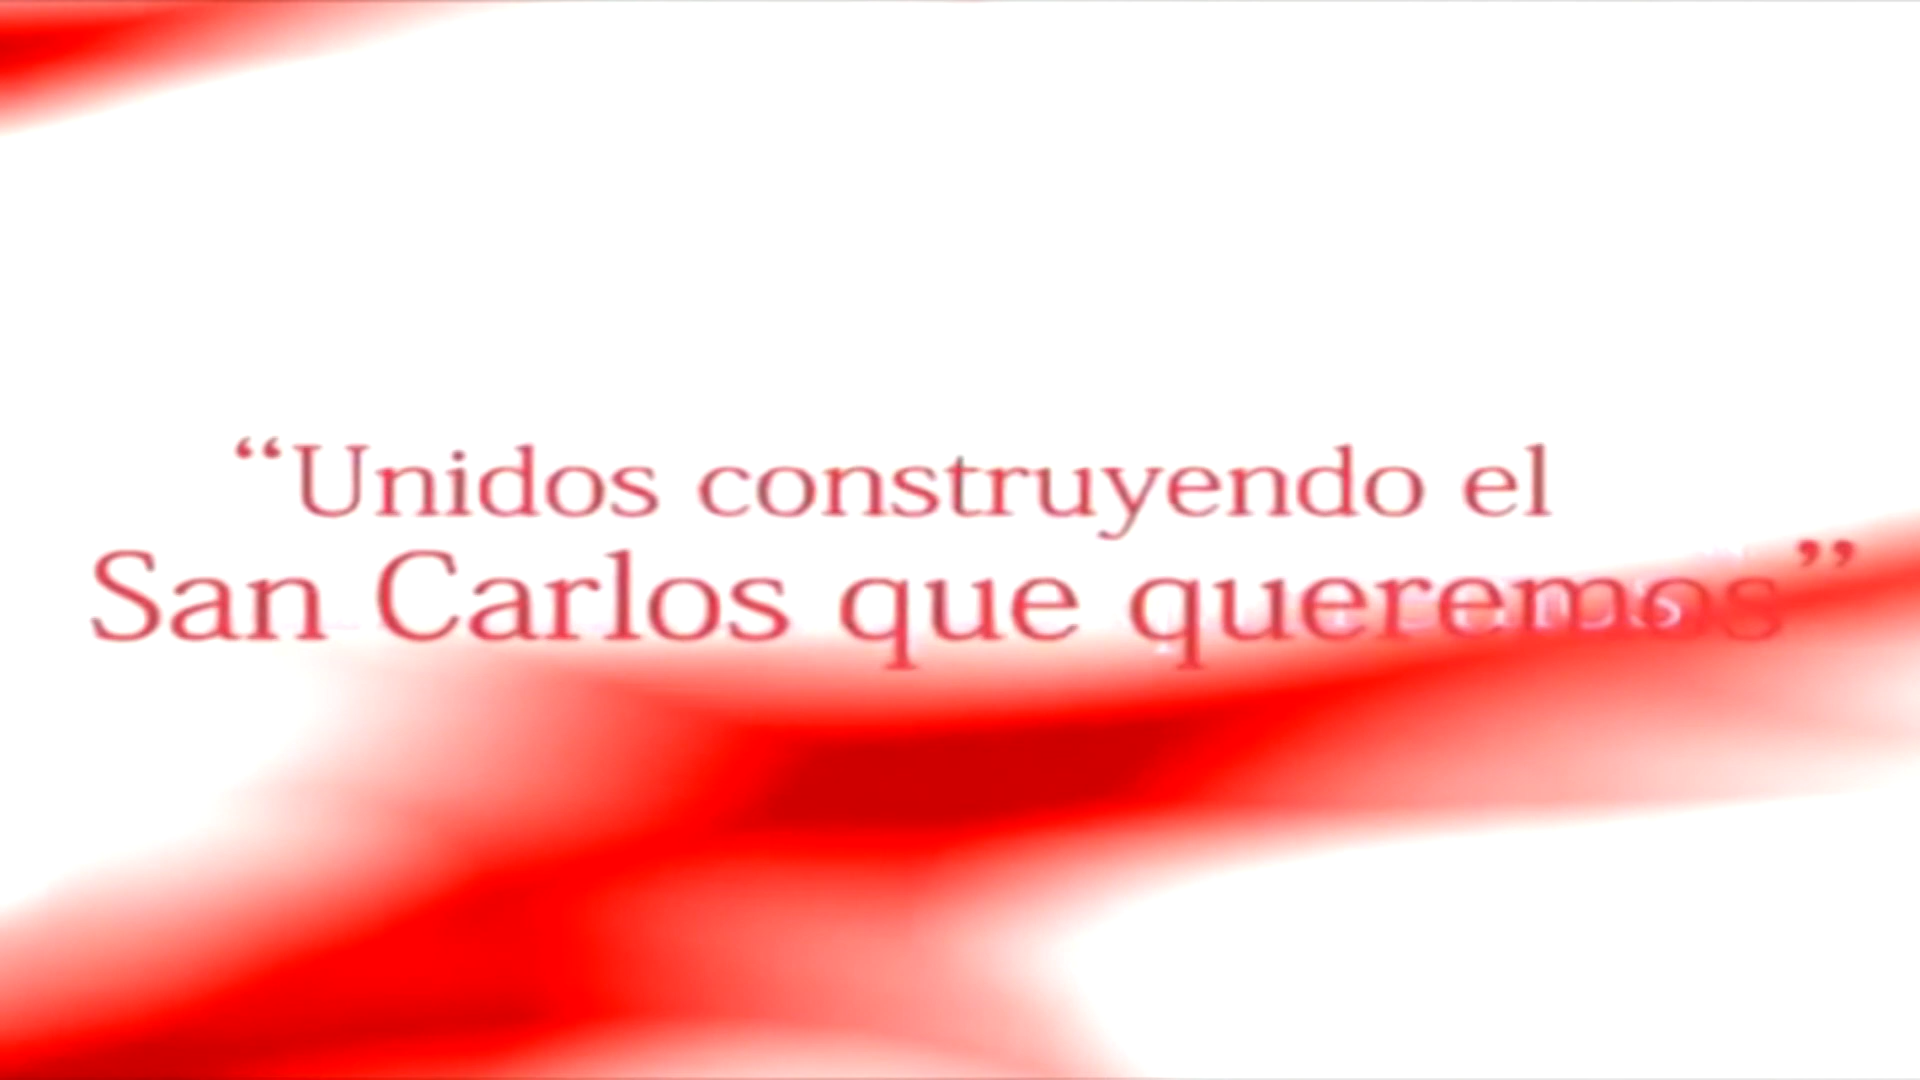 “Unidos construyendo el
San Carlos que queremos”